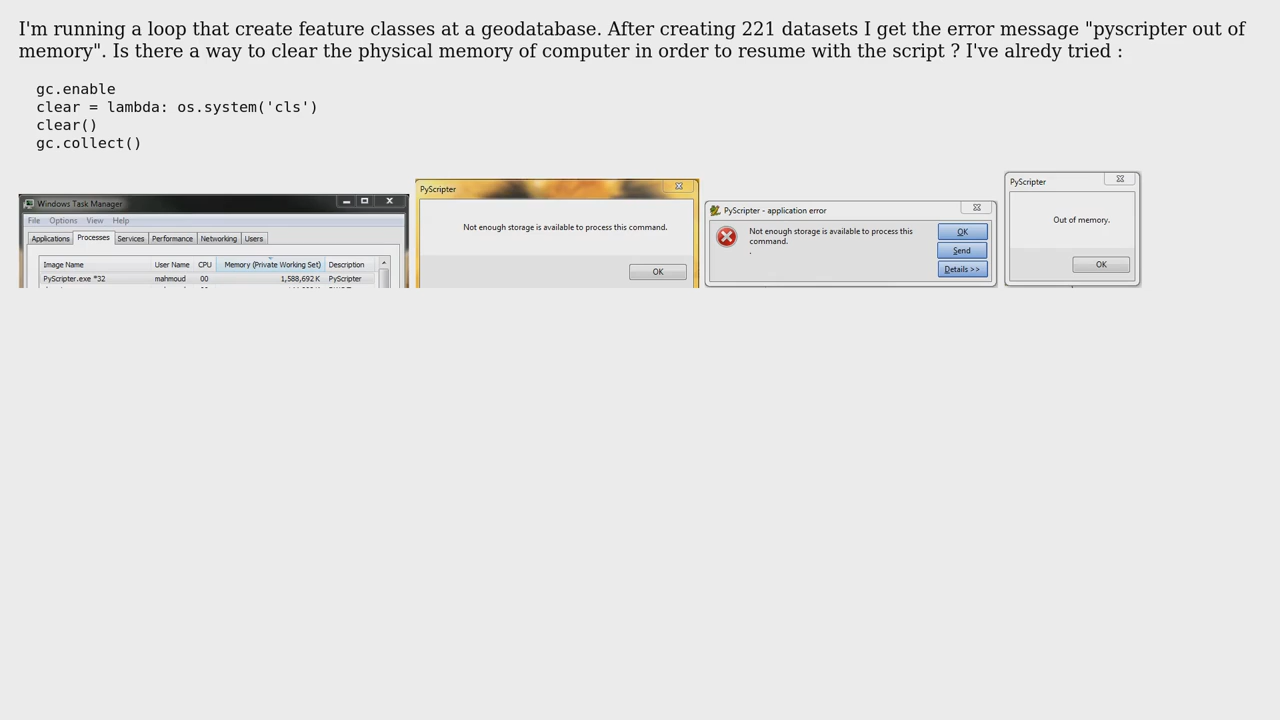 I'm running a loop that create feature classes at a geodatabase. After creating 221 datasets I get the error message "pyscripter out of
memory". Is there a way to clear the physical memory of computer in order to resume with the script ? I've alredy tried :
gc.enable
clear = lambda: os.system('cls')
clear()
gc.collect()
Windows Task Manager
File Options View Help
Applications Processes Services Performance Networking Users
Image Name User Name CPU Memory (Private Working Set) Description
PyScripter.exe *32 mahmoud 00 1,588,692 K PyScripter
PyScripter
Not enough storage is available to process this command.
OK
PyScripter - application error
Not enough storage is available to process this
command.
.
OK
Send
Details >>
PyScripter
Out of memory.
OK